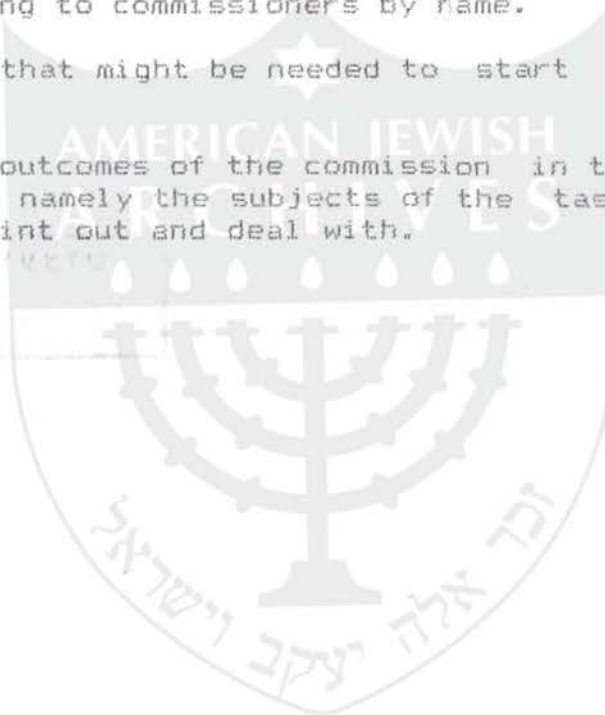 ng to commissioners by name.
that might be needed to start
outcomes of the commission in t
namely the subjects of the tas
int out and deal with.
AMERICAN JEWISH
ARCHIVES
זכר אלה יעקב וישראל